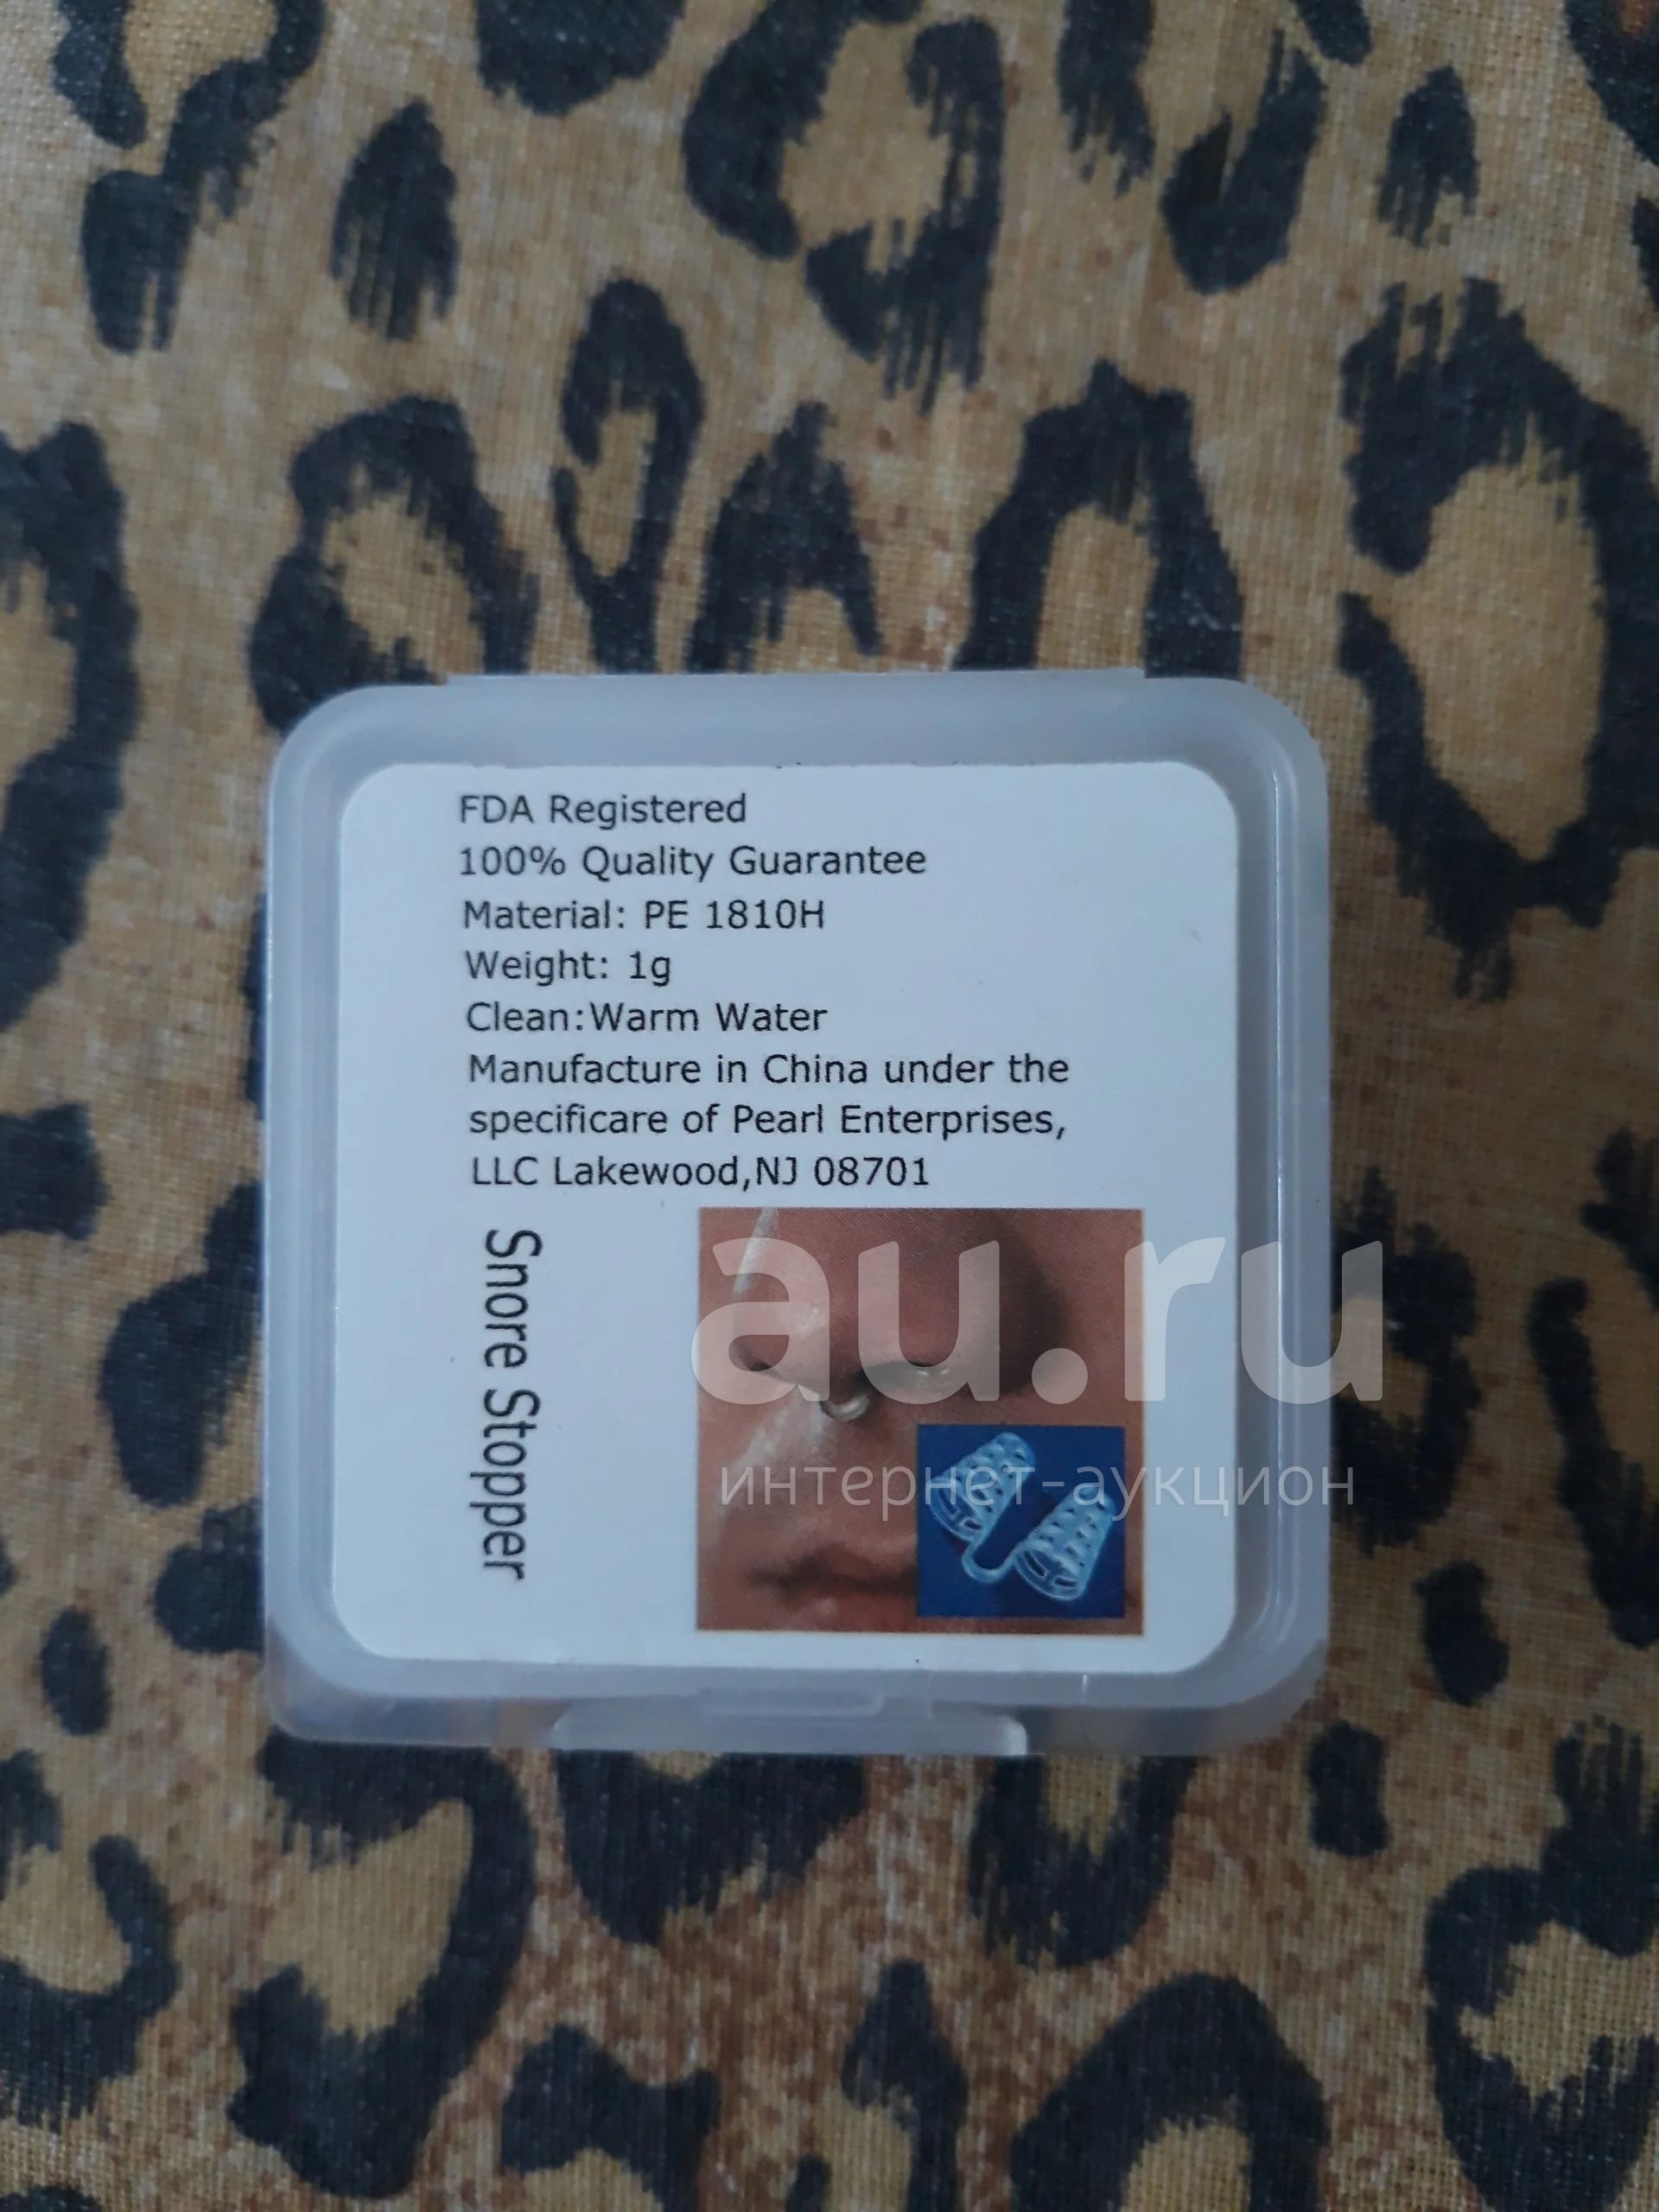 FDA Registered
100% Quality Guarantee
Material: PE 1810H
Weight: 1g
Clean:Warm Water
Manufacture in China under the
specificare of Pearl Enterprises,
LLC Lakewood,NJ 08701
Snore Stopper
au.ru
интернет-аукцион